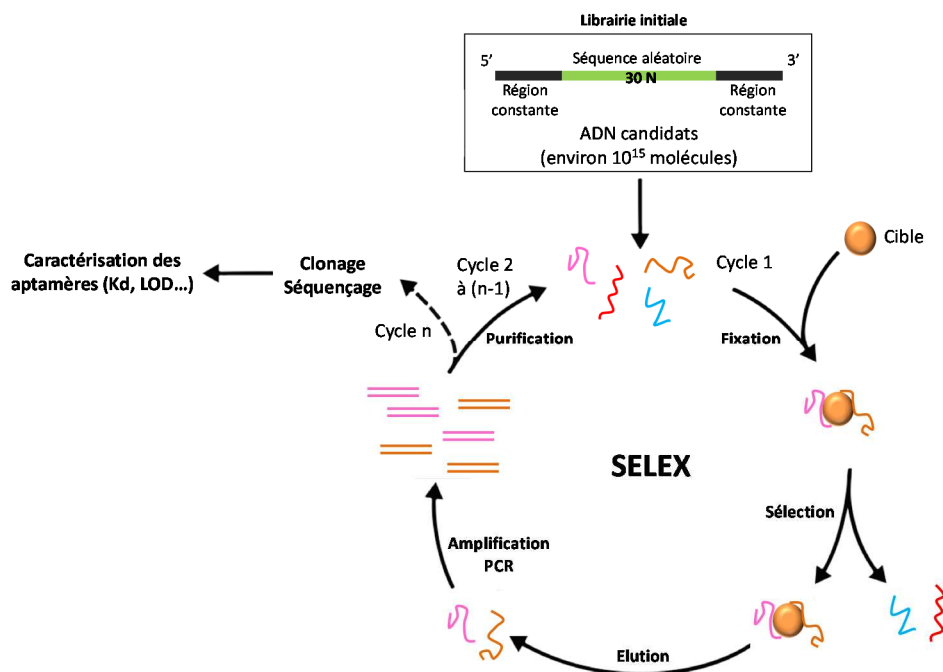 Librairie initiale
5’ Séquence aléatoire 3’
30 N
Région constante
Région constante
ADN candidats
(environ 10¹⁵ molécules)
Cible
Cycle 1
Fixation
Sélection
Elution
Amplification
PCR
Purification
Cycle 2
à (n-1)
Cycle n
Clonage
Séquençage
Caractérisation des
aptamères (Kd, LOD...)
SELEX